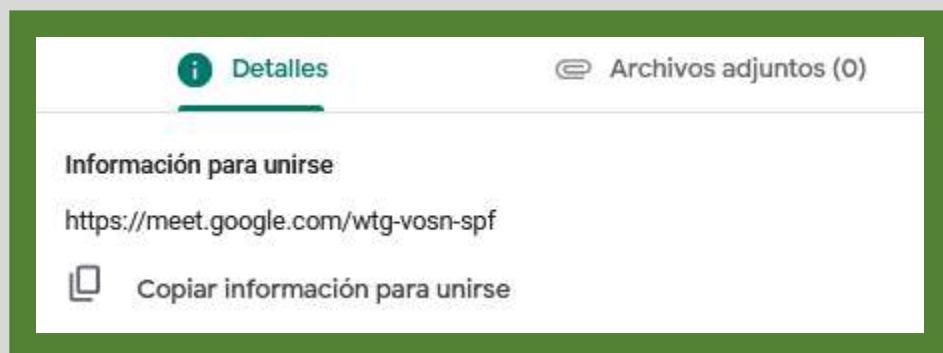 Detalles
Archivos adjuntos (0)
Información para unirse
https://meet.google.com/wtg-vosn-spf
Copiar información para unirse